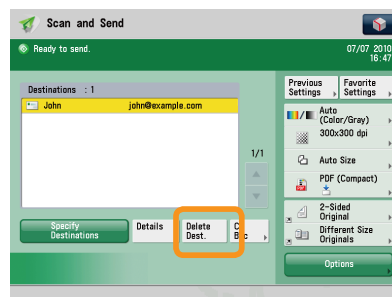 Scan and Send
Ready to send.
07/07 2010
16:47
Destinations : 1
John john@example.com
1/1
Specify
Destinations
Details
Delete
Dest.
Previous
Settings
Favorite
Settings
Auto
(Color/Gray)
300x300 dpi
Auto Size
PDF (Compact)
2-Sided
Original
Different Size
Originals
Options